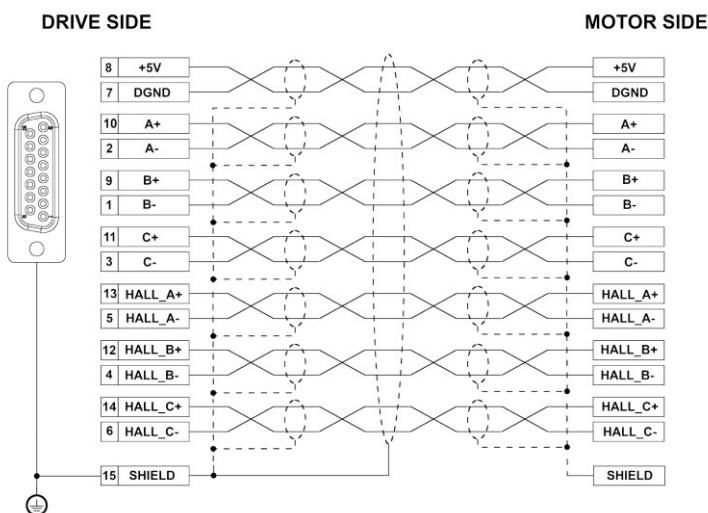 DRIVE SIDE MOTOR SIDE
8 +5V +5V
7 DGND DGND
10 A+ A+
2 A- A-
9 B+ B+
1 B- B-
11 C+ C+
3 C- C-
13 HALL_A+ HALL_A+
5 HALL_A- HALL_A-
12 HALL_B+ HALL_B+
4 HALL_B- HALL_B-
14 HALL_C+ HALL_C+
6 HALL_C- HALL_C-
15 SHIELD SHIELD